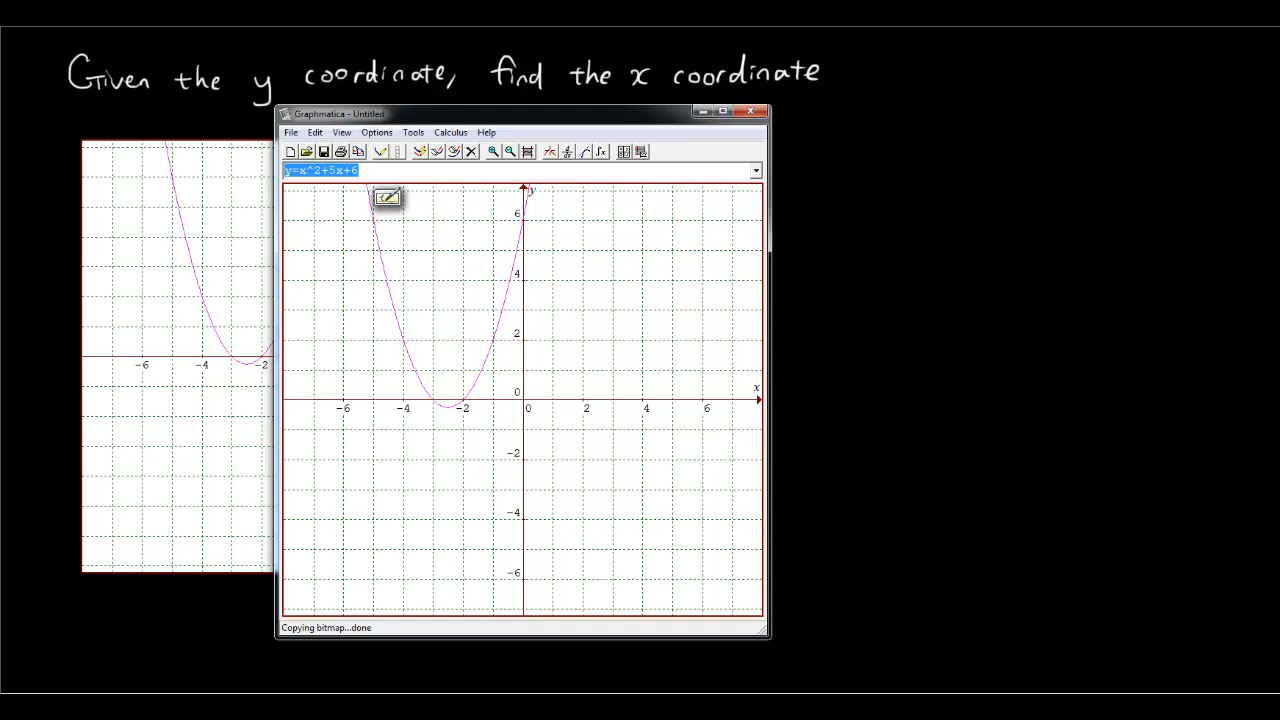 Given the y coordinate, find the x coordinate
Graphmatica - Untitled
File Edit View Options Tools Calculus Help
y=x^2+5x+6
y
6
4
2
0
x
-6 -4 -2 0 2 4 6
-2
-4
-6
-6 -4 -2
Copying bitmap...done